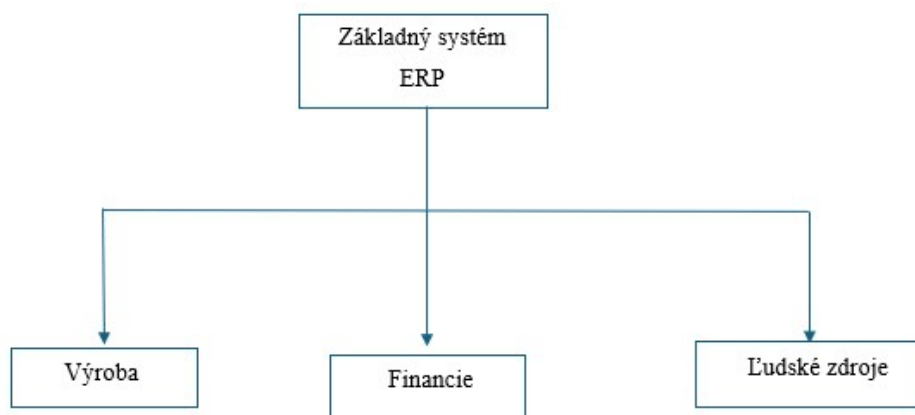 Základný systém
ERP
Výroba
Financie
Ľudské zdroje